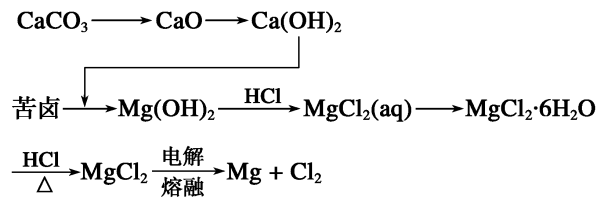 CaCO₃ ⟶ CaO ⟶ Ca(OH)₂
苦卤 ⟶ Mg(OH)₂ —HCl⟶ MgCl₂(aq) ⟶ MgCl₂·6H₂O
—HCl/△⟶ MgCl₂ —电解/熔融⟶ Mg + Cl₂